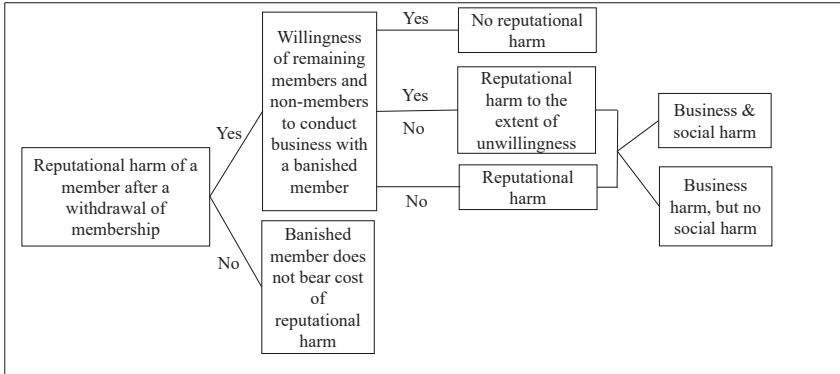 Reputational harm of a
member after a
withdrawal of
membership
Yes
No
Willingness
of remaining
members and
non-members
to conduct
business with
a banished
member
Banished
member does
not bear cost
of
reputational
harm
Yes
Yes
No
No
No reputational
harm
Reputational
harm to the
extent of
unwillingness
Reputational
harm
Business &
social harm
Business
harm, but no
social harm